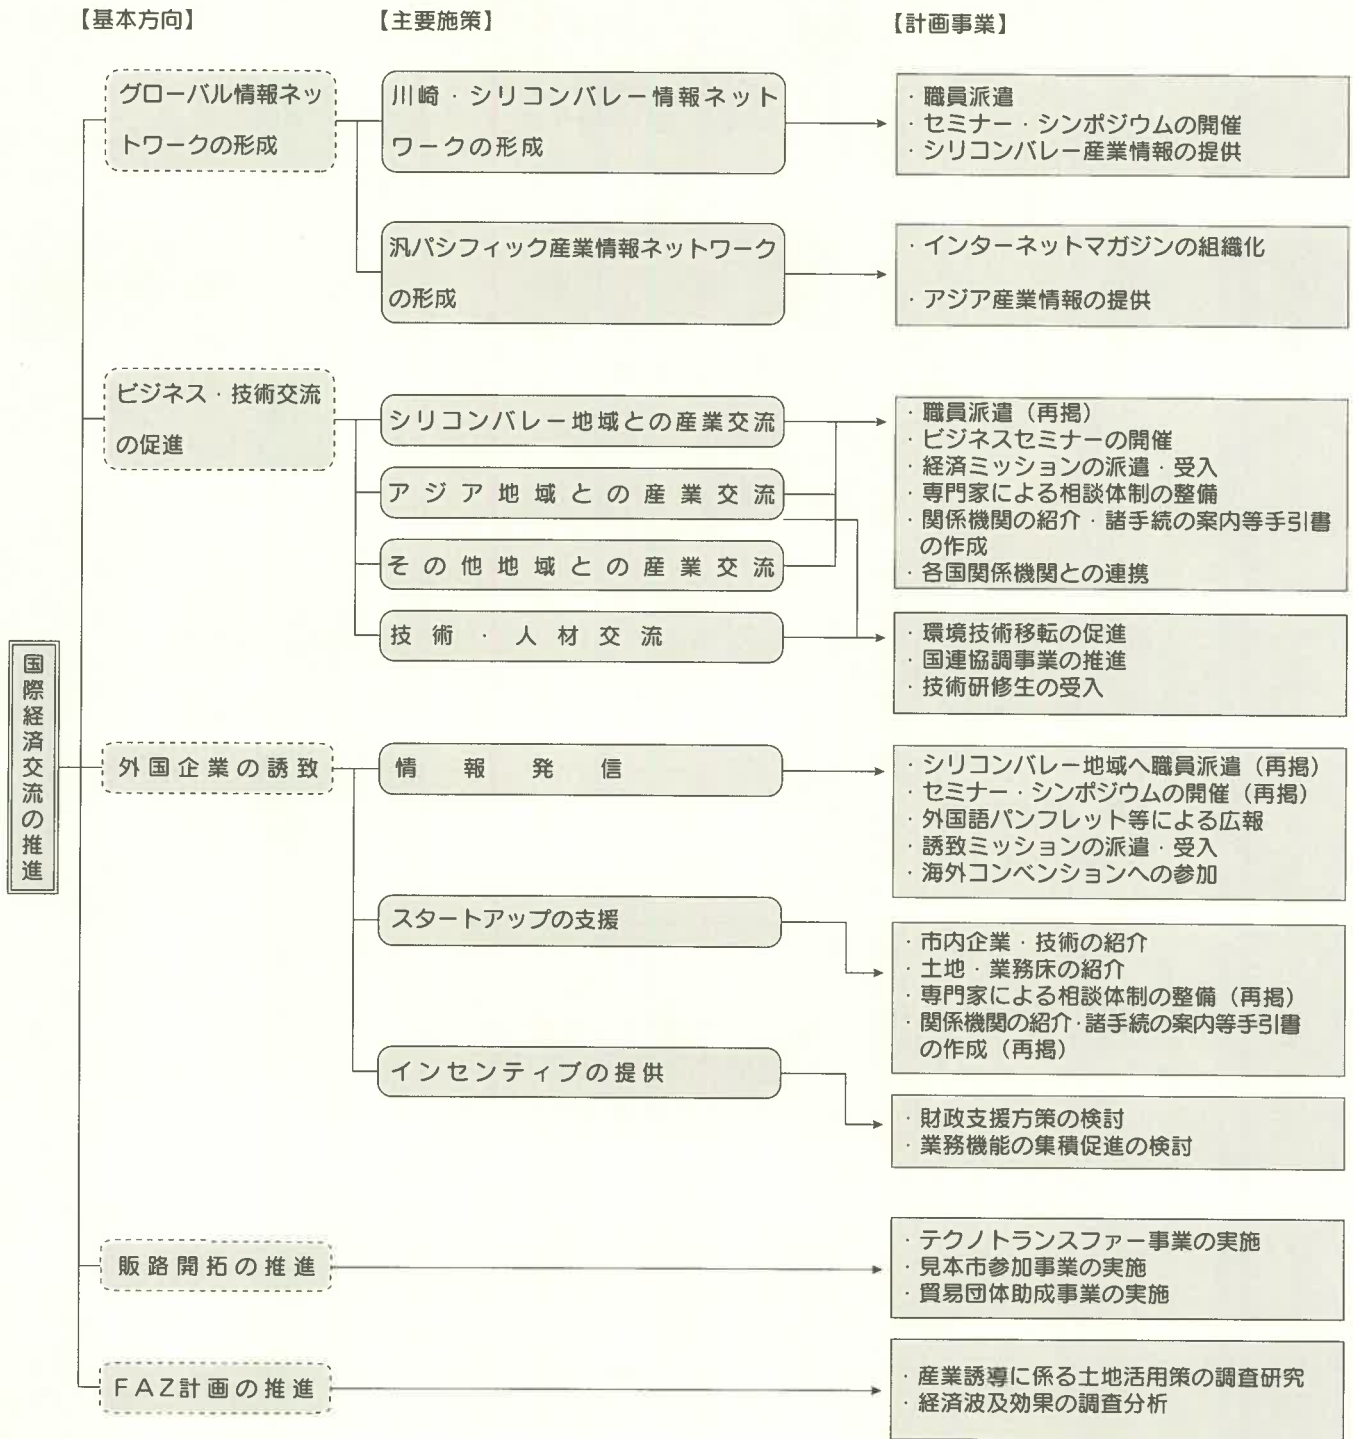 【基本方向】
【主要施策】
【計画事業】
国際経済交流の推進
グローバル情報ネッ
トワークの形成
川崎・シリコンバレー情報ネット
ワークの形成
・職員派遣
・セミナー・シンポジウムの開催
・シリコンバレー産業情報の提供
汎パシフィック産業情報ネットワーク
の形成
・インターネットマガジンの組織化
・アジア産業情報の提供
ビジネス・技術交流
の促進
シリコンバレー地域との産業交流
アジア地域との産業交流
その他地域との産業交流
技術・人材交流
・職員派遣（再掲）
・ビジネスセミナーの開催
・経済ミッションの派遣・受入
・専門家による相談体制の整備
・関係機関の紹介・諸手続の案内等手引書
の作成
・各国関係機関との連携
・環境技術移転の促進
・国連協調事業の推進
・技術研修生の受入
外国企業の誘致
情報発信
・シリコンバレー地域へ職員派遣（再掲）
・セミナー・シンポジウムの開催（再掲）
・外国語パンフレット等による広報
・誘致ミッションの派遣・受入
・海外コンベンションへの参加
スタートアップの支援
・市内企業・技術の紹介
・土地・業務床の紹介
・専門家による相談体制の整備（再掲）
・関係機関の紹介・諸手続の案内等手引書
の作成（再掲）
インセンティブの提供
・財政支援方策の検討
・業務機能の集積促進の検討
販路開拓の推進
・テクノトランスファー事業の実施
・見本市参加事業の実施
・貿易団体助成事業の実施
FAZ計画の推進
・産業誘導に係る土地活用策の調査研究
・経済波及効果の調査分析